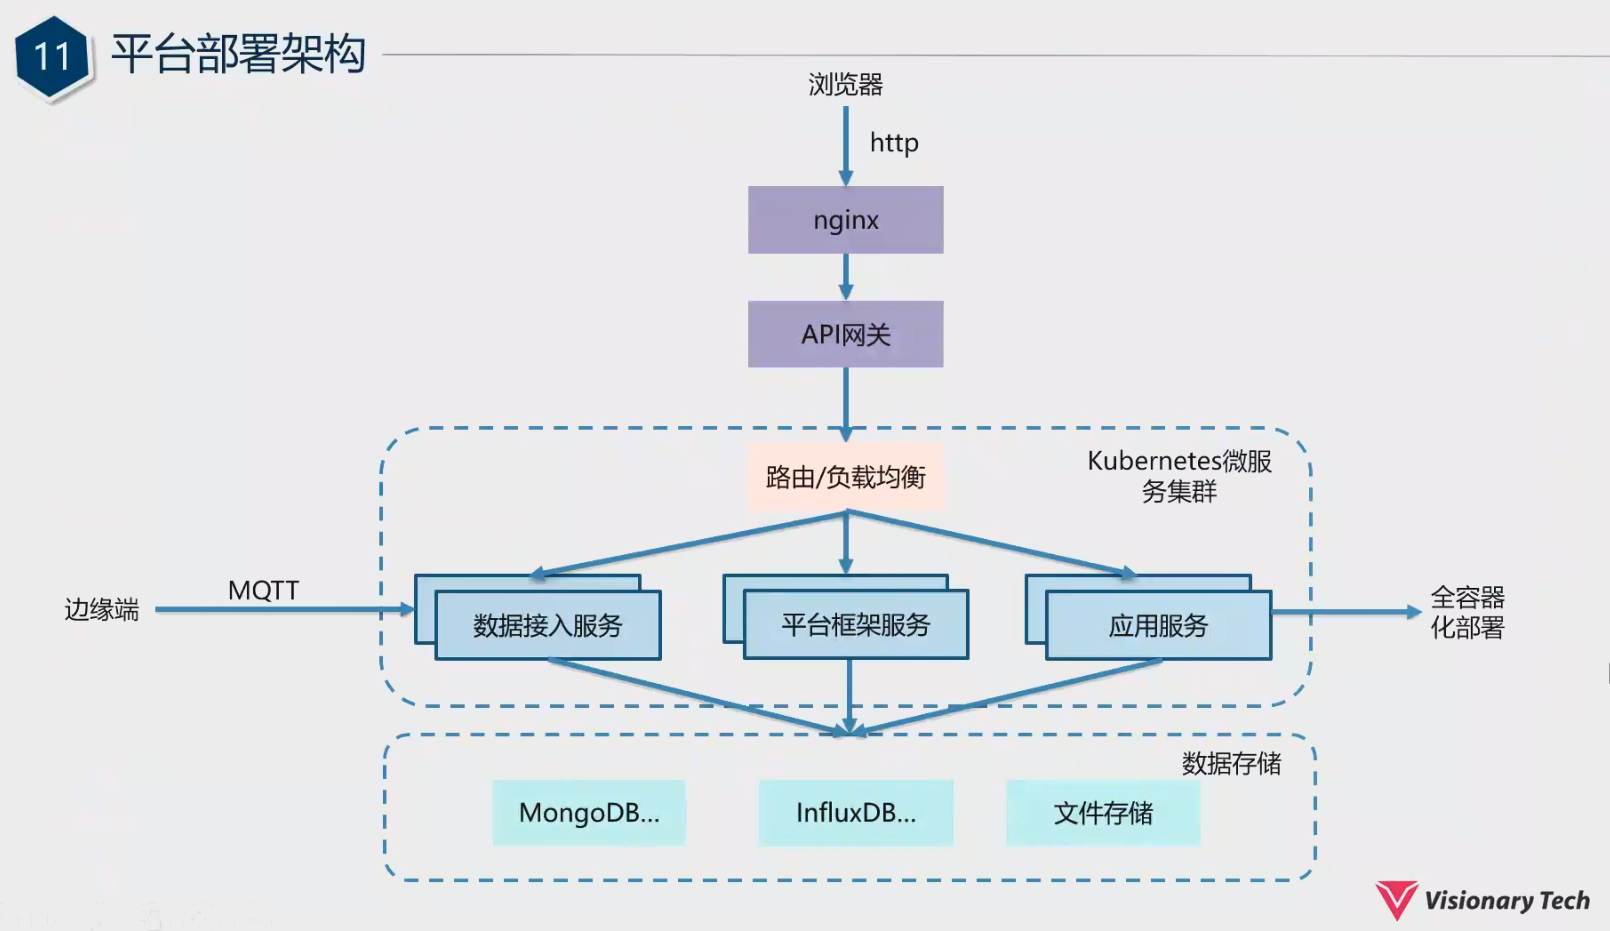 11
平台部署架构
浏览器
http
nginx
API网关
路由/负载均衡
Kubernetes微服
务集群
边缘端
MQTT
数据接入服务
平台框架服务
应用服务
全容器
化部署
数据存储
MongoDB...
InfluxDB...
文件存储
Visionary Tech